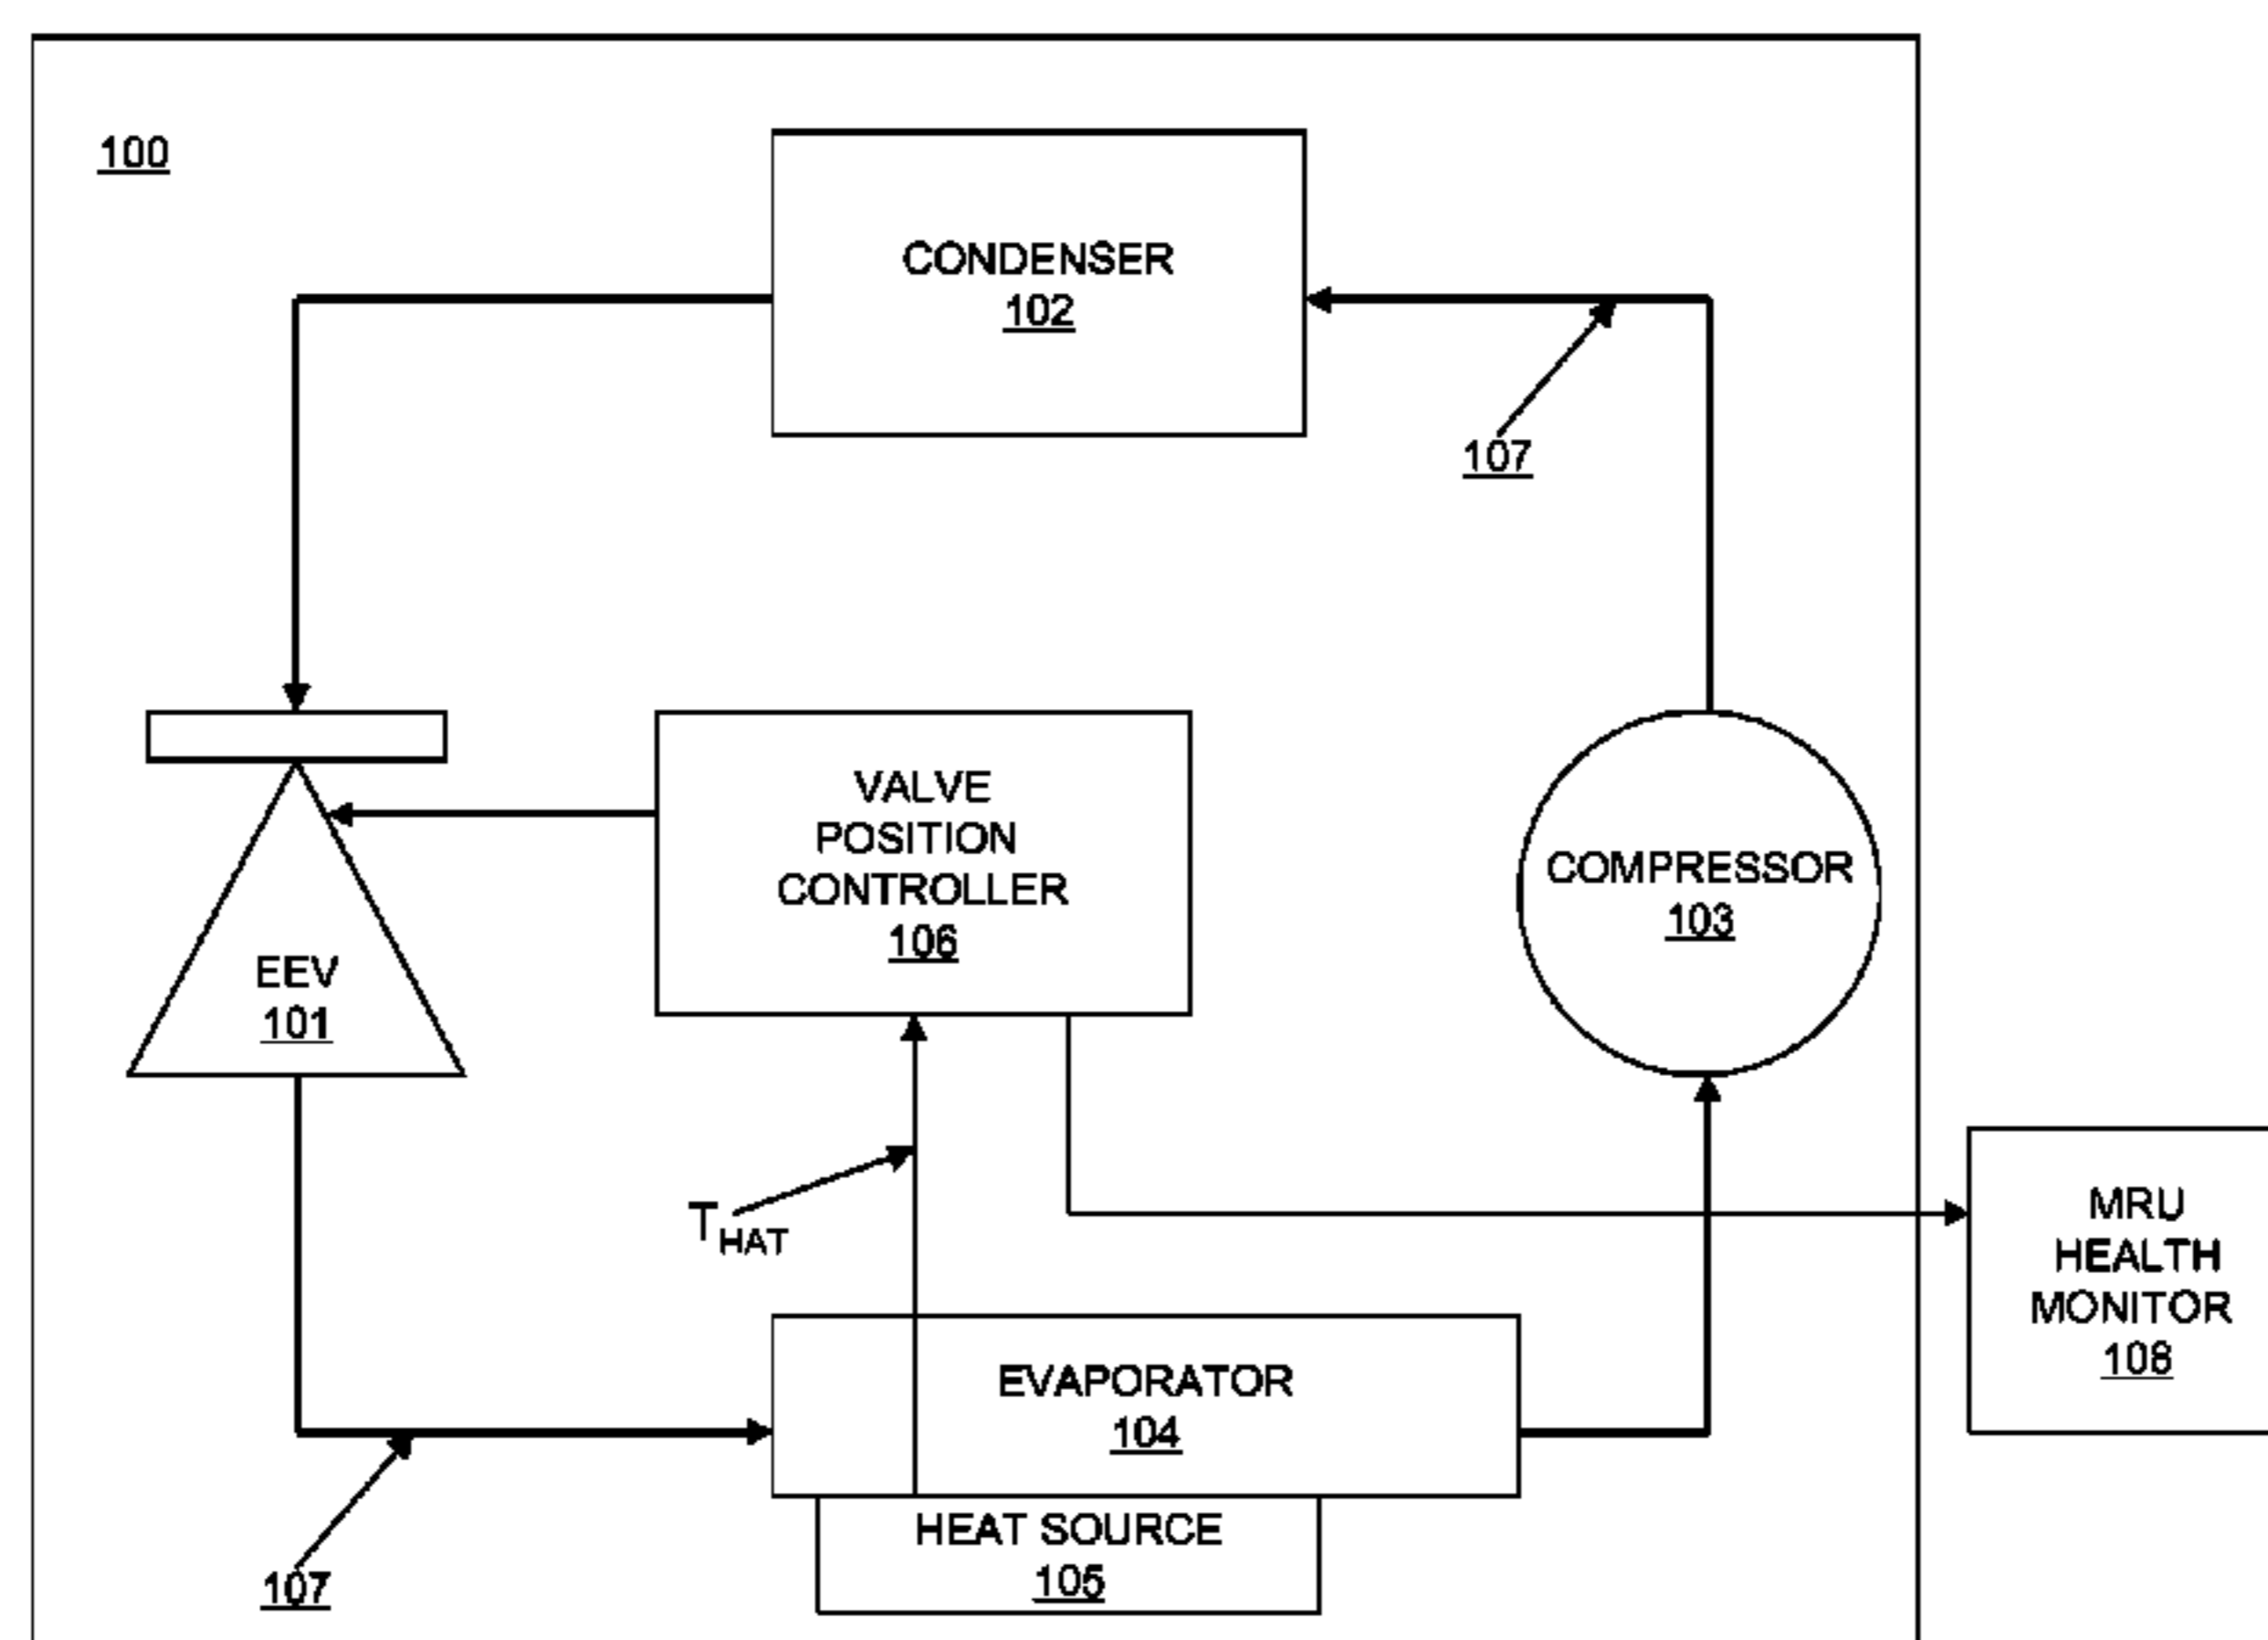 100
CONDENSER
102
107
VALVE
POSITION
CONTROLLER
106
COMPRESSOR
103
EEV
101
THAT
MRU
HEALTH
MONITOR
108
EVAPORATOR
104
HEAT SOURCE
105
107